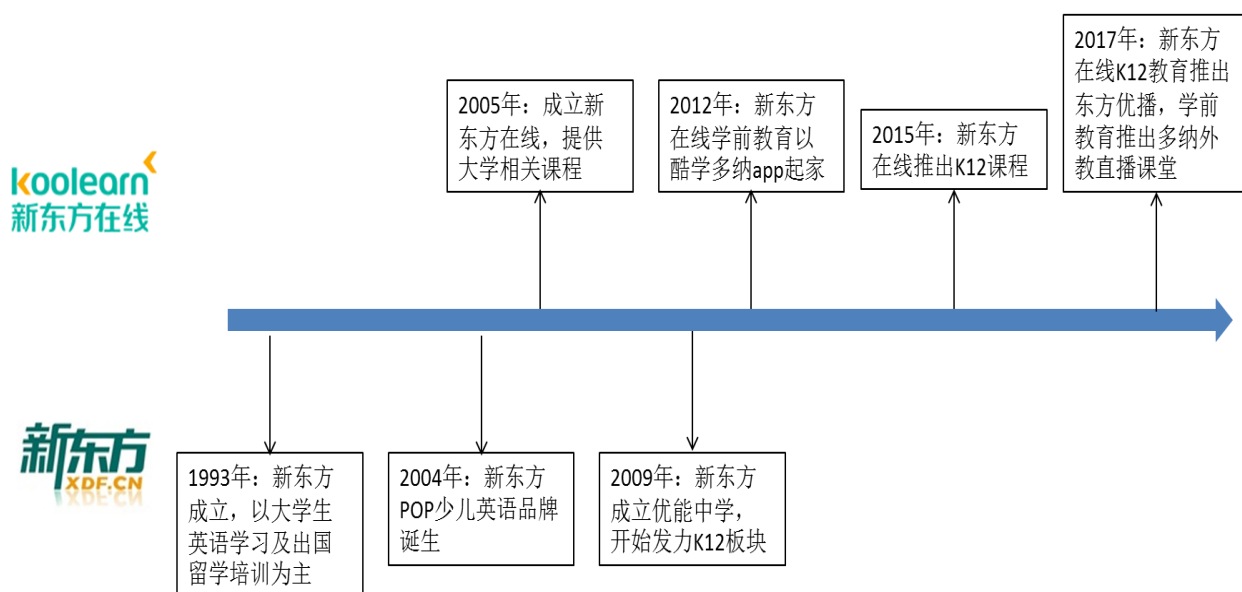 koolearn
新东方在线
2005年：成立新
东方在线，提供
大学相关课程
2012年：新东方
在线学前教育以
酷学多纳app起家
2015年：新东方
在线推出K12课程
2017年：新东方
在线K12教育推出
东方优播，学前
教育推出多纳外
教直播课堂
新东方
XDF.CN
1993年：新东方
成立，以大学生
英语学习及出国
留学培训为主
2004年：新东方
POP少儿英语品牌
诞生
2009年：新东方
成立优能中学，
开始发力K12板块